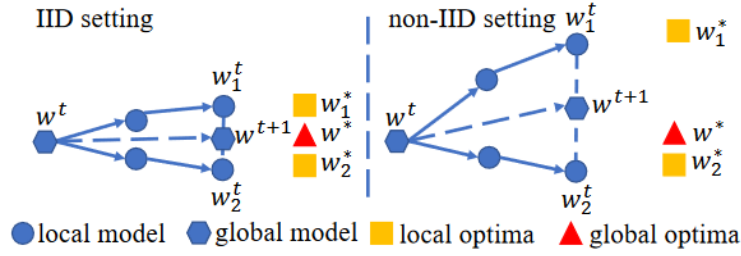 IID setting
w_1^t
w^t
w^{t+1}
w_2^t
w_1^*
w^*
w_2^*
non-IID setting
w_1^t
w^t
w^{t+1}
w_2^t
w_1^*
w^*
w_2^*
local model
global model
local optima
global optima